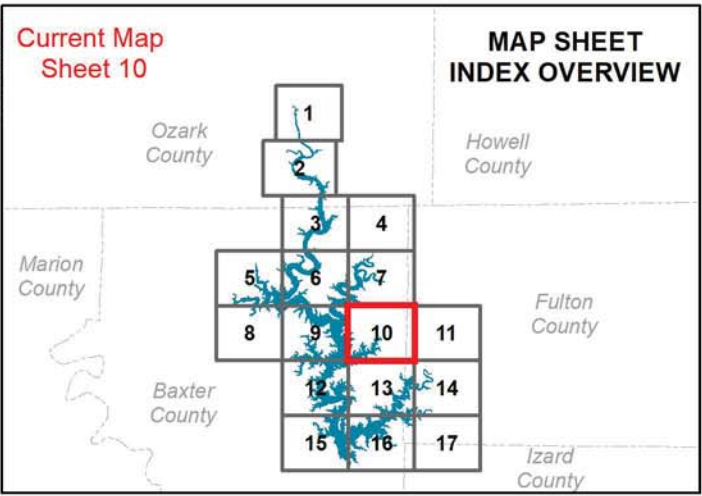 Current Map
Sheet 10
MAP SHEET
INDEX OVERVIEW
1
Ozark
County
Howell
County
2
3 4
Marion
County
5 6 7
Fulton
County
8 9 10 11
Baxter
County
12 13 14
15 16 17
Izard
County